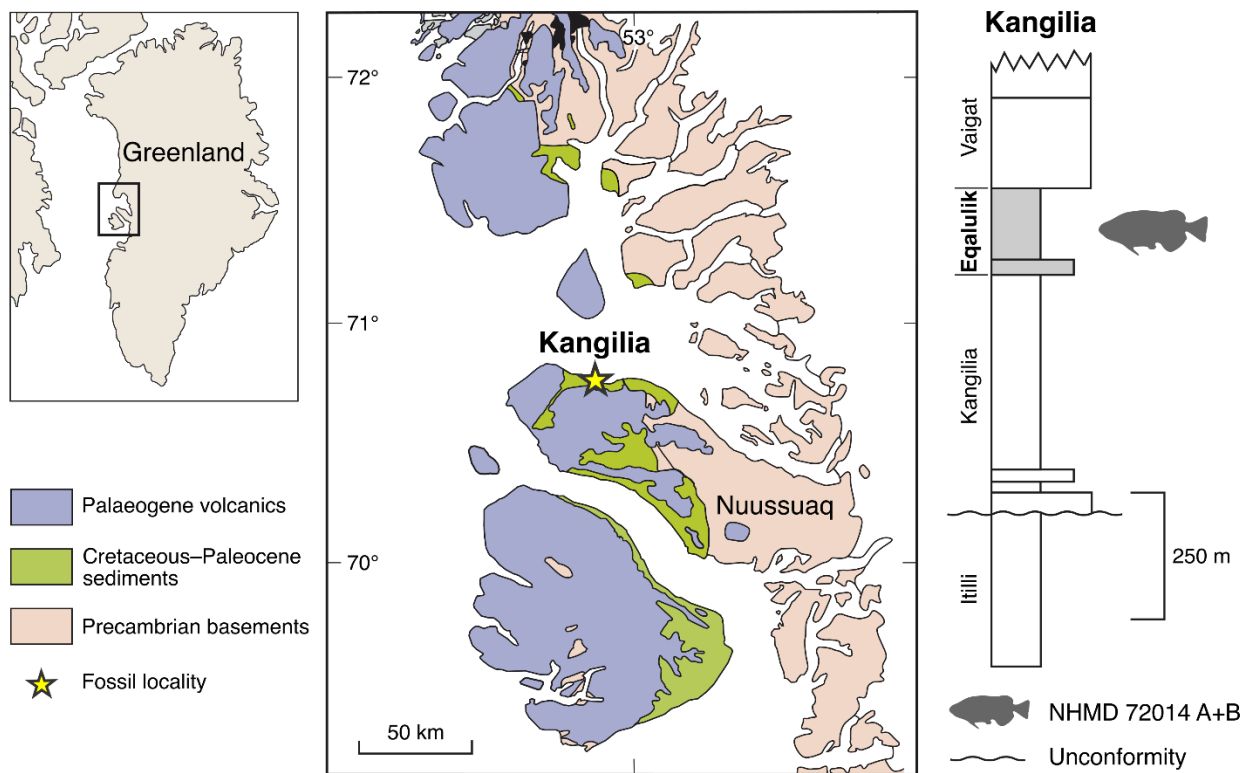 Greenland
Palaeogene volcanics
Cretaceous–Paleocene
sediments
Precambrian basements
Fossil locality
53°
72°
71°
Kangilia
Nuussuaq
70°
50 km
Kangilia
Vaigat
Eqalulik
Kangilia
Itilli
250 m
NHMD 72014 A+B
Unconformity